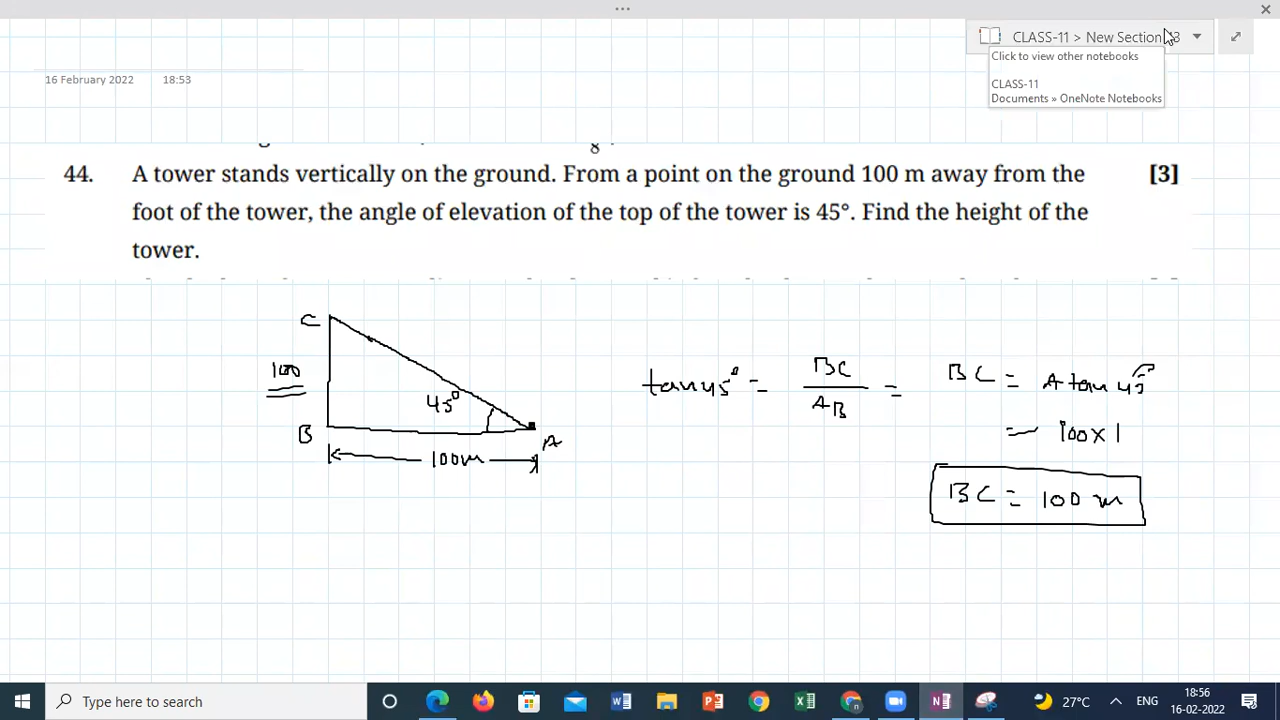 CLASS-11 > New Section 3
Click to view other notebooks
CLASS-11
Documents » OneNote Notebooks
16 February 2022 18:53
44. A tower stands vertically on the ground. From a point on the ground 100 m away from the [3]
foot of the tower, the angle of elevation of the top of the tower is 45°. Find the height of the
tower.
C
100
45°
B
A
100m
tan45° = BC / AB =
BC = A tan 45
= 100 x 1
BC = 100 m
Type here to search
27°C
ENG
18:56
16-02-2022